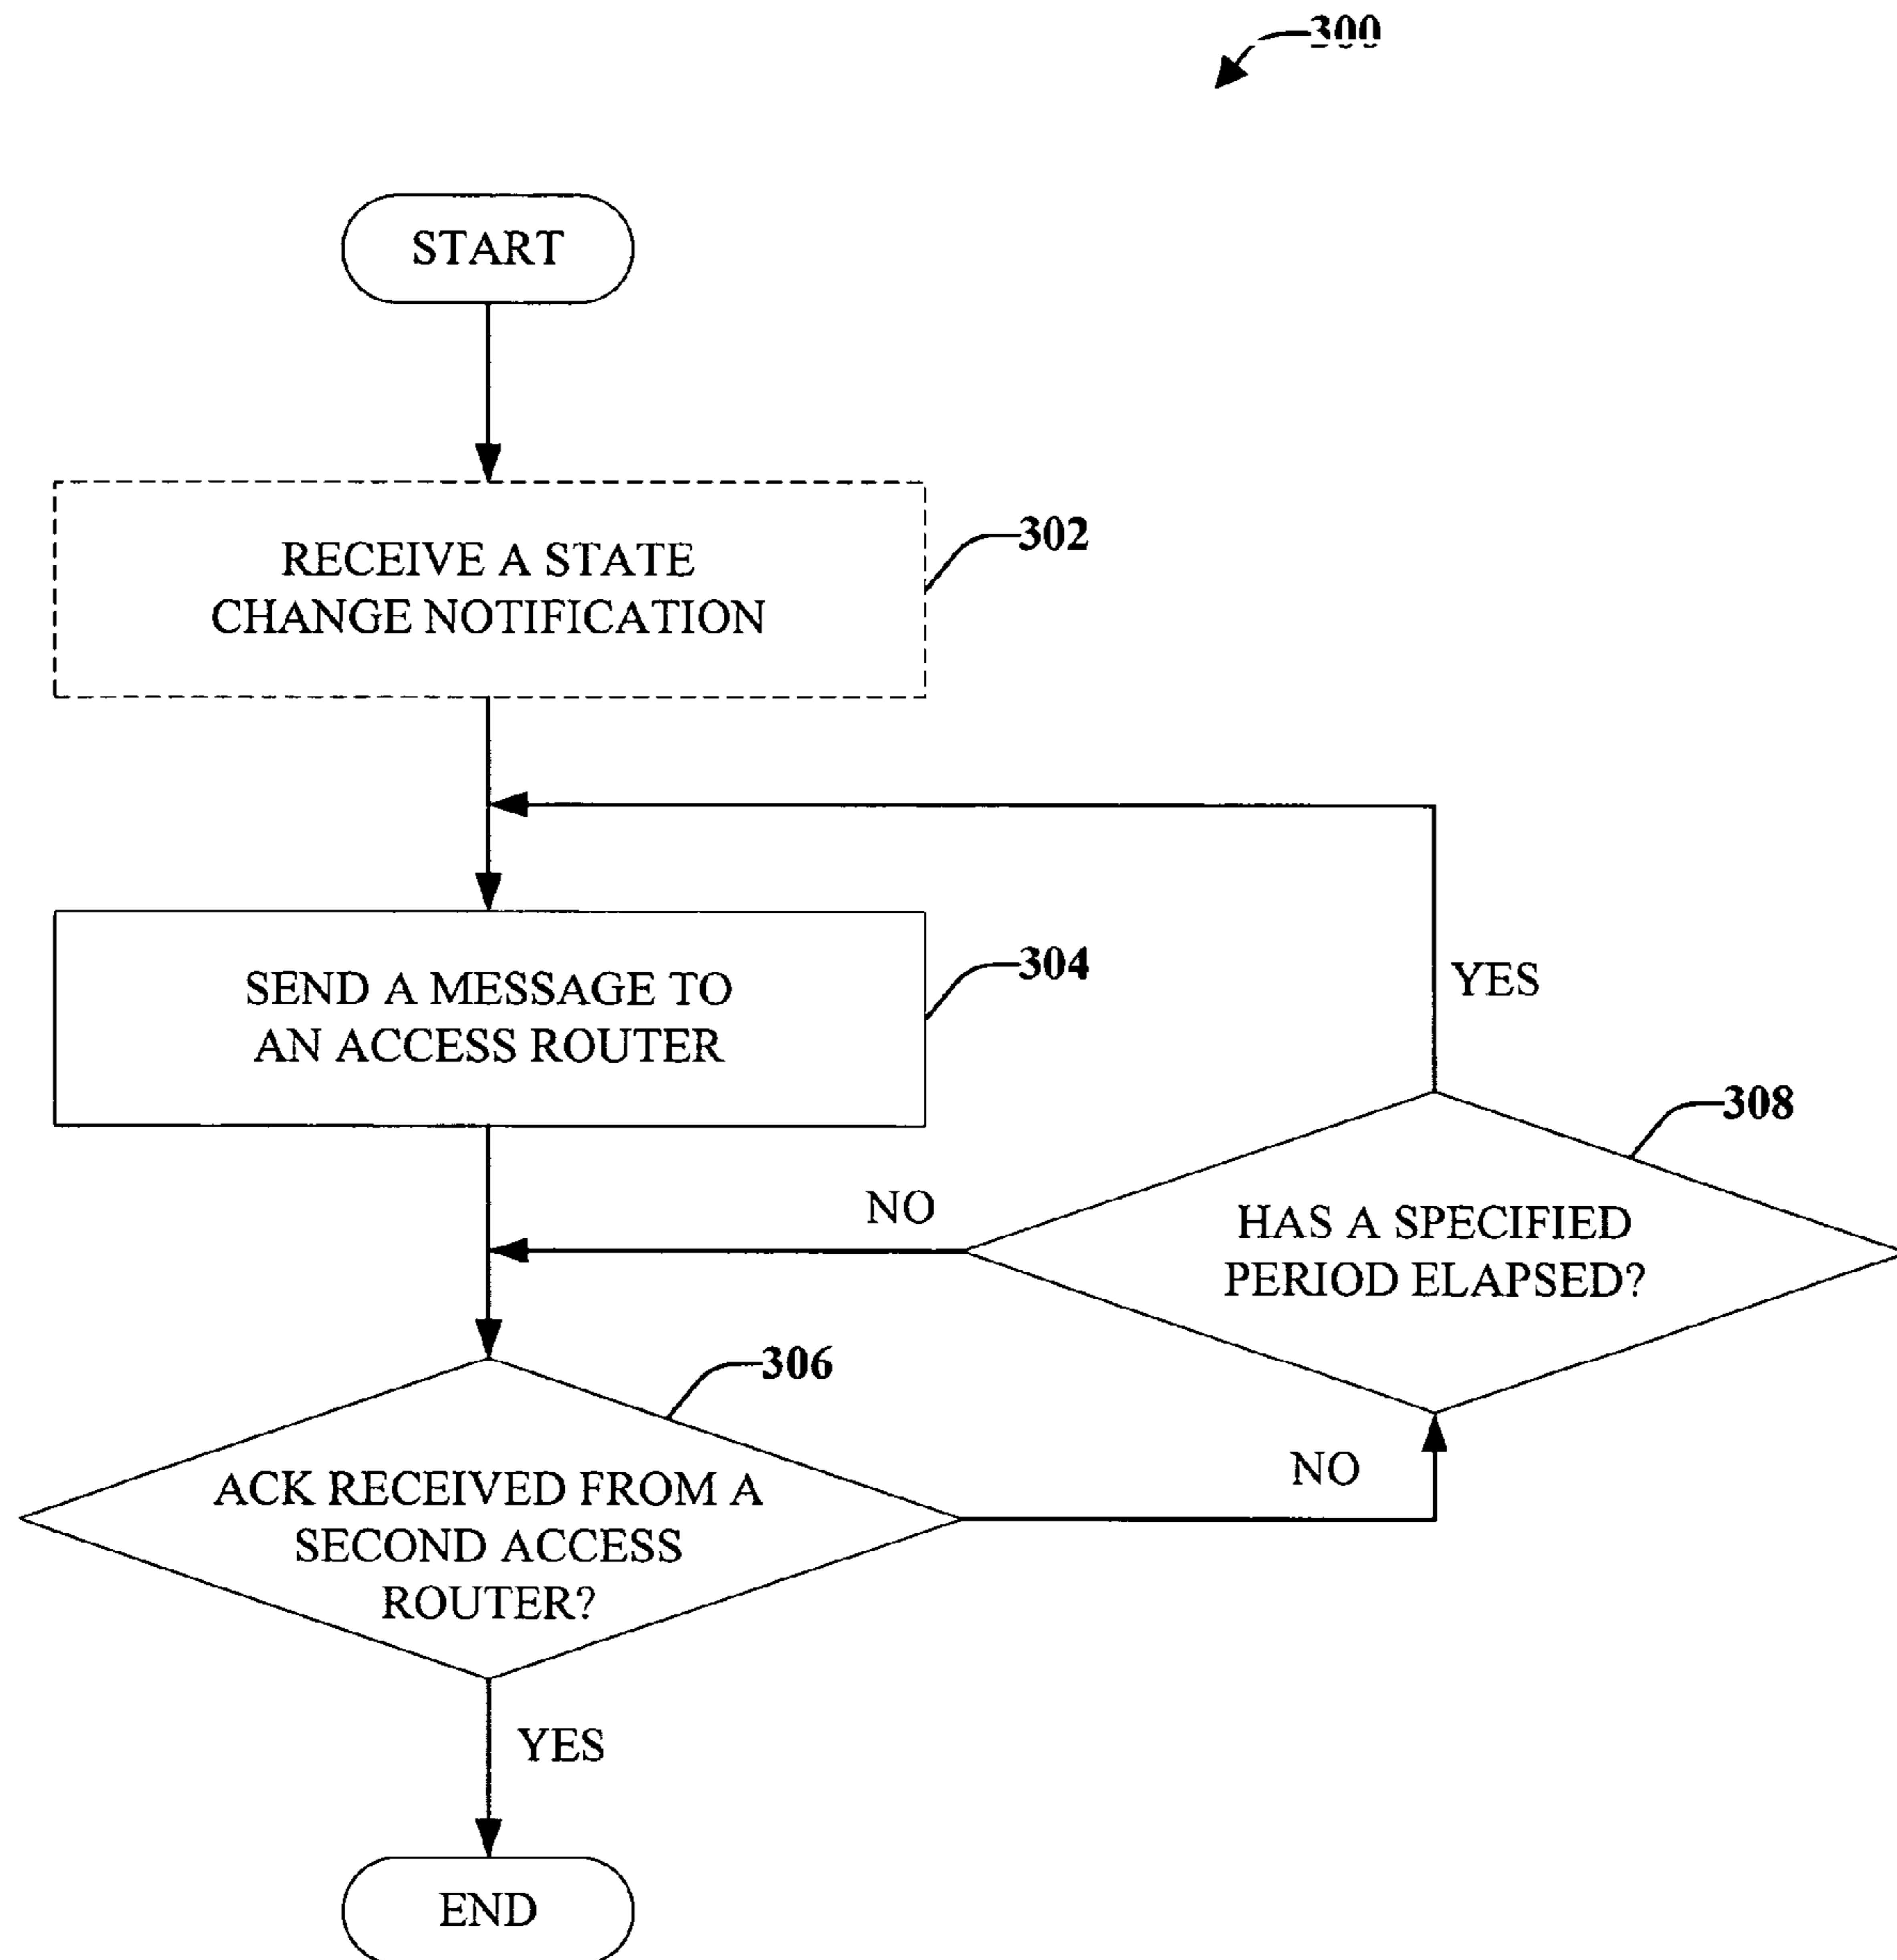 300
START
RECEIVE A STATE
CHANGE NOTIFICATION
302
SEND A MESSAGE TO
AN ACCESS ROUTER
304
YES
308
HAS A SPECIFIED
PERIOD ELAPSED?
NO
306
ACK RECEIVED FROM A
SECOND ACCESS
ROUTER?
NO
YES
END